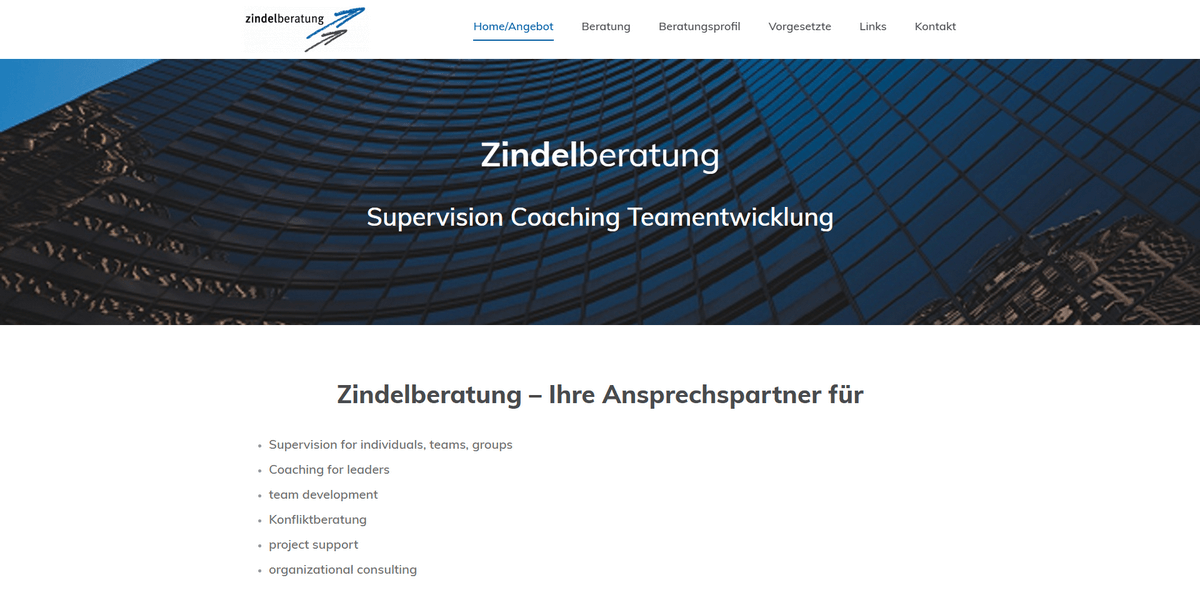 zindelberatung
Home/Angebot Beratung Beratungsprofil Vorgesetzte Links Kontakt
Zindelberatung
Supervision Coaching Teamentwicklung
Zindelberatung – Ihre Ansprechspartner für
• Supervision for individuals, teams, groups
• Coaching for leaders
• team development
• Konfliktberatung
• project support
• organizational consulting